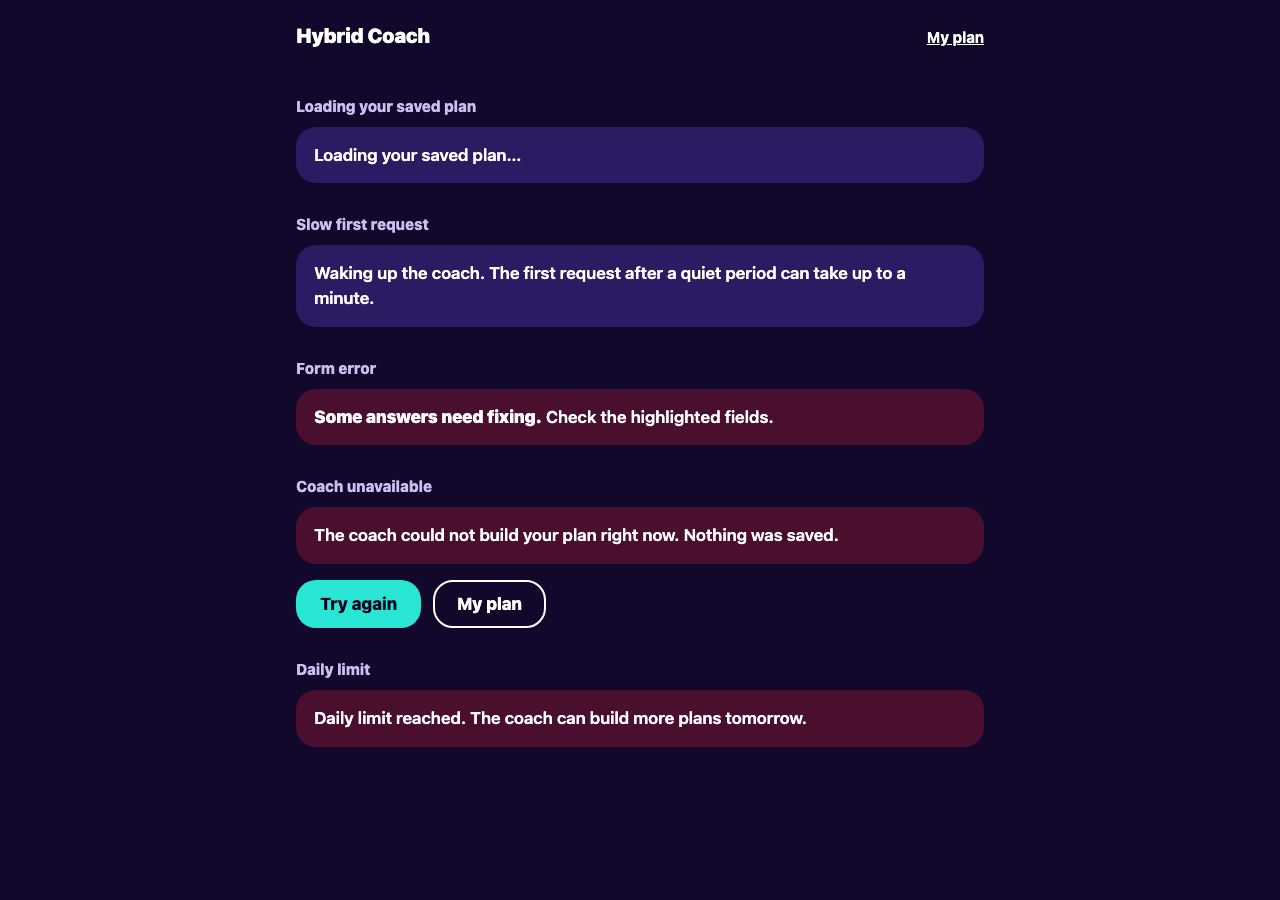 Hybrid Coach
My plan
Loading your saved plan
Loading your saved plan...
Slow first request
Waking up the coach. The first request after a quiet period can take up to a
minute.
Form error
Some answers need fixing. Check the highlighted fields.
Coach unavailable
The coach could not build your plan right now. Nothing was saved.
Try again
My plan
Daily limit
Daily limit reached. The coach can build more plans tomorrow.